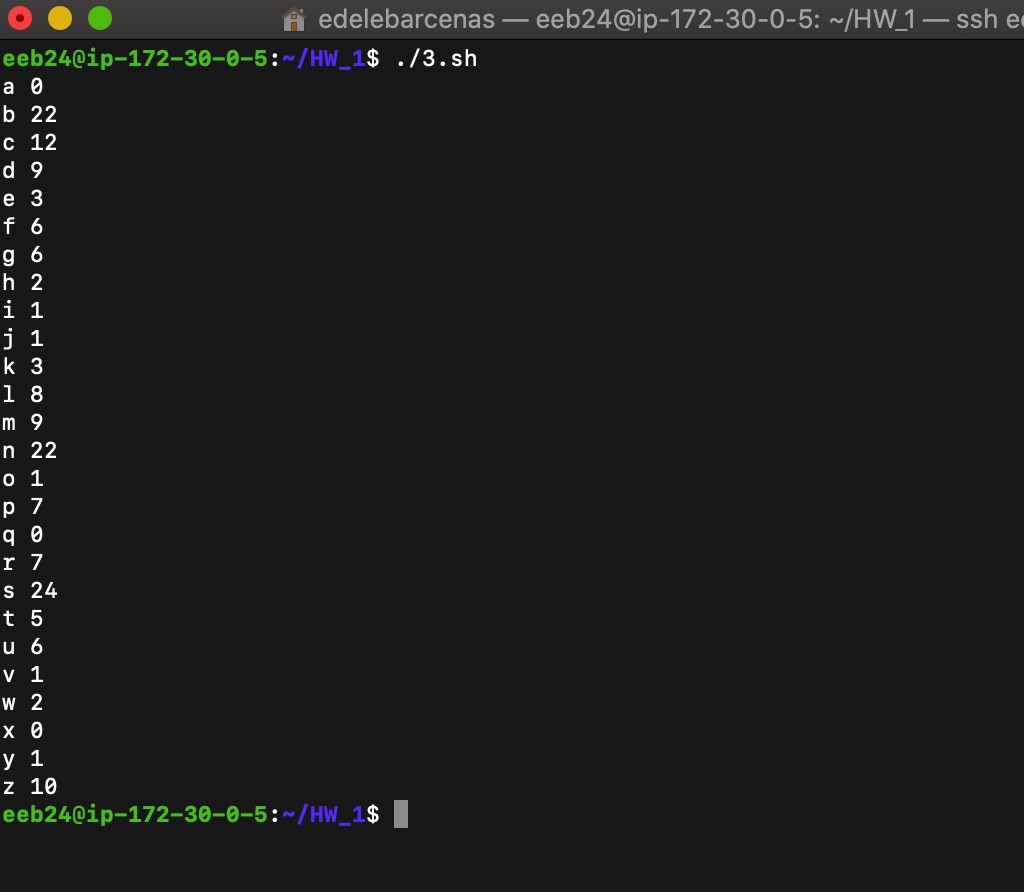 edelebarcenas — eeb24@ip-172-30-0-5: ~/HW_1 — ssh
eeb24@ip-172-30-0-5:~/HW_1$ ./3.sh
a 0
b 22
c 12
d 9
e 3
f 6
g 6
h 2
i 1
j 1
k 3
l 8
m 9
n 22
o 1
p 7
q 0
r 7
s 24
t 5
u 6
v 1
w 2
x 0
y 1
z 10
eeb24@ip-172-30-0-5:~/HW_1$